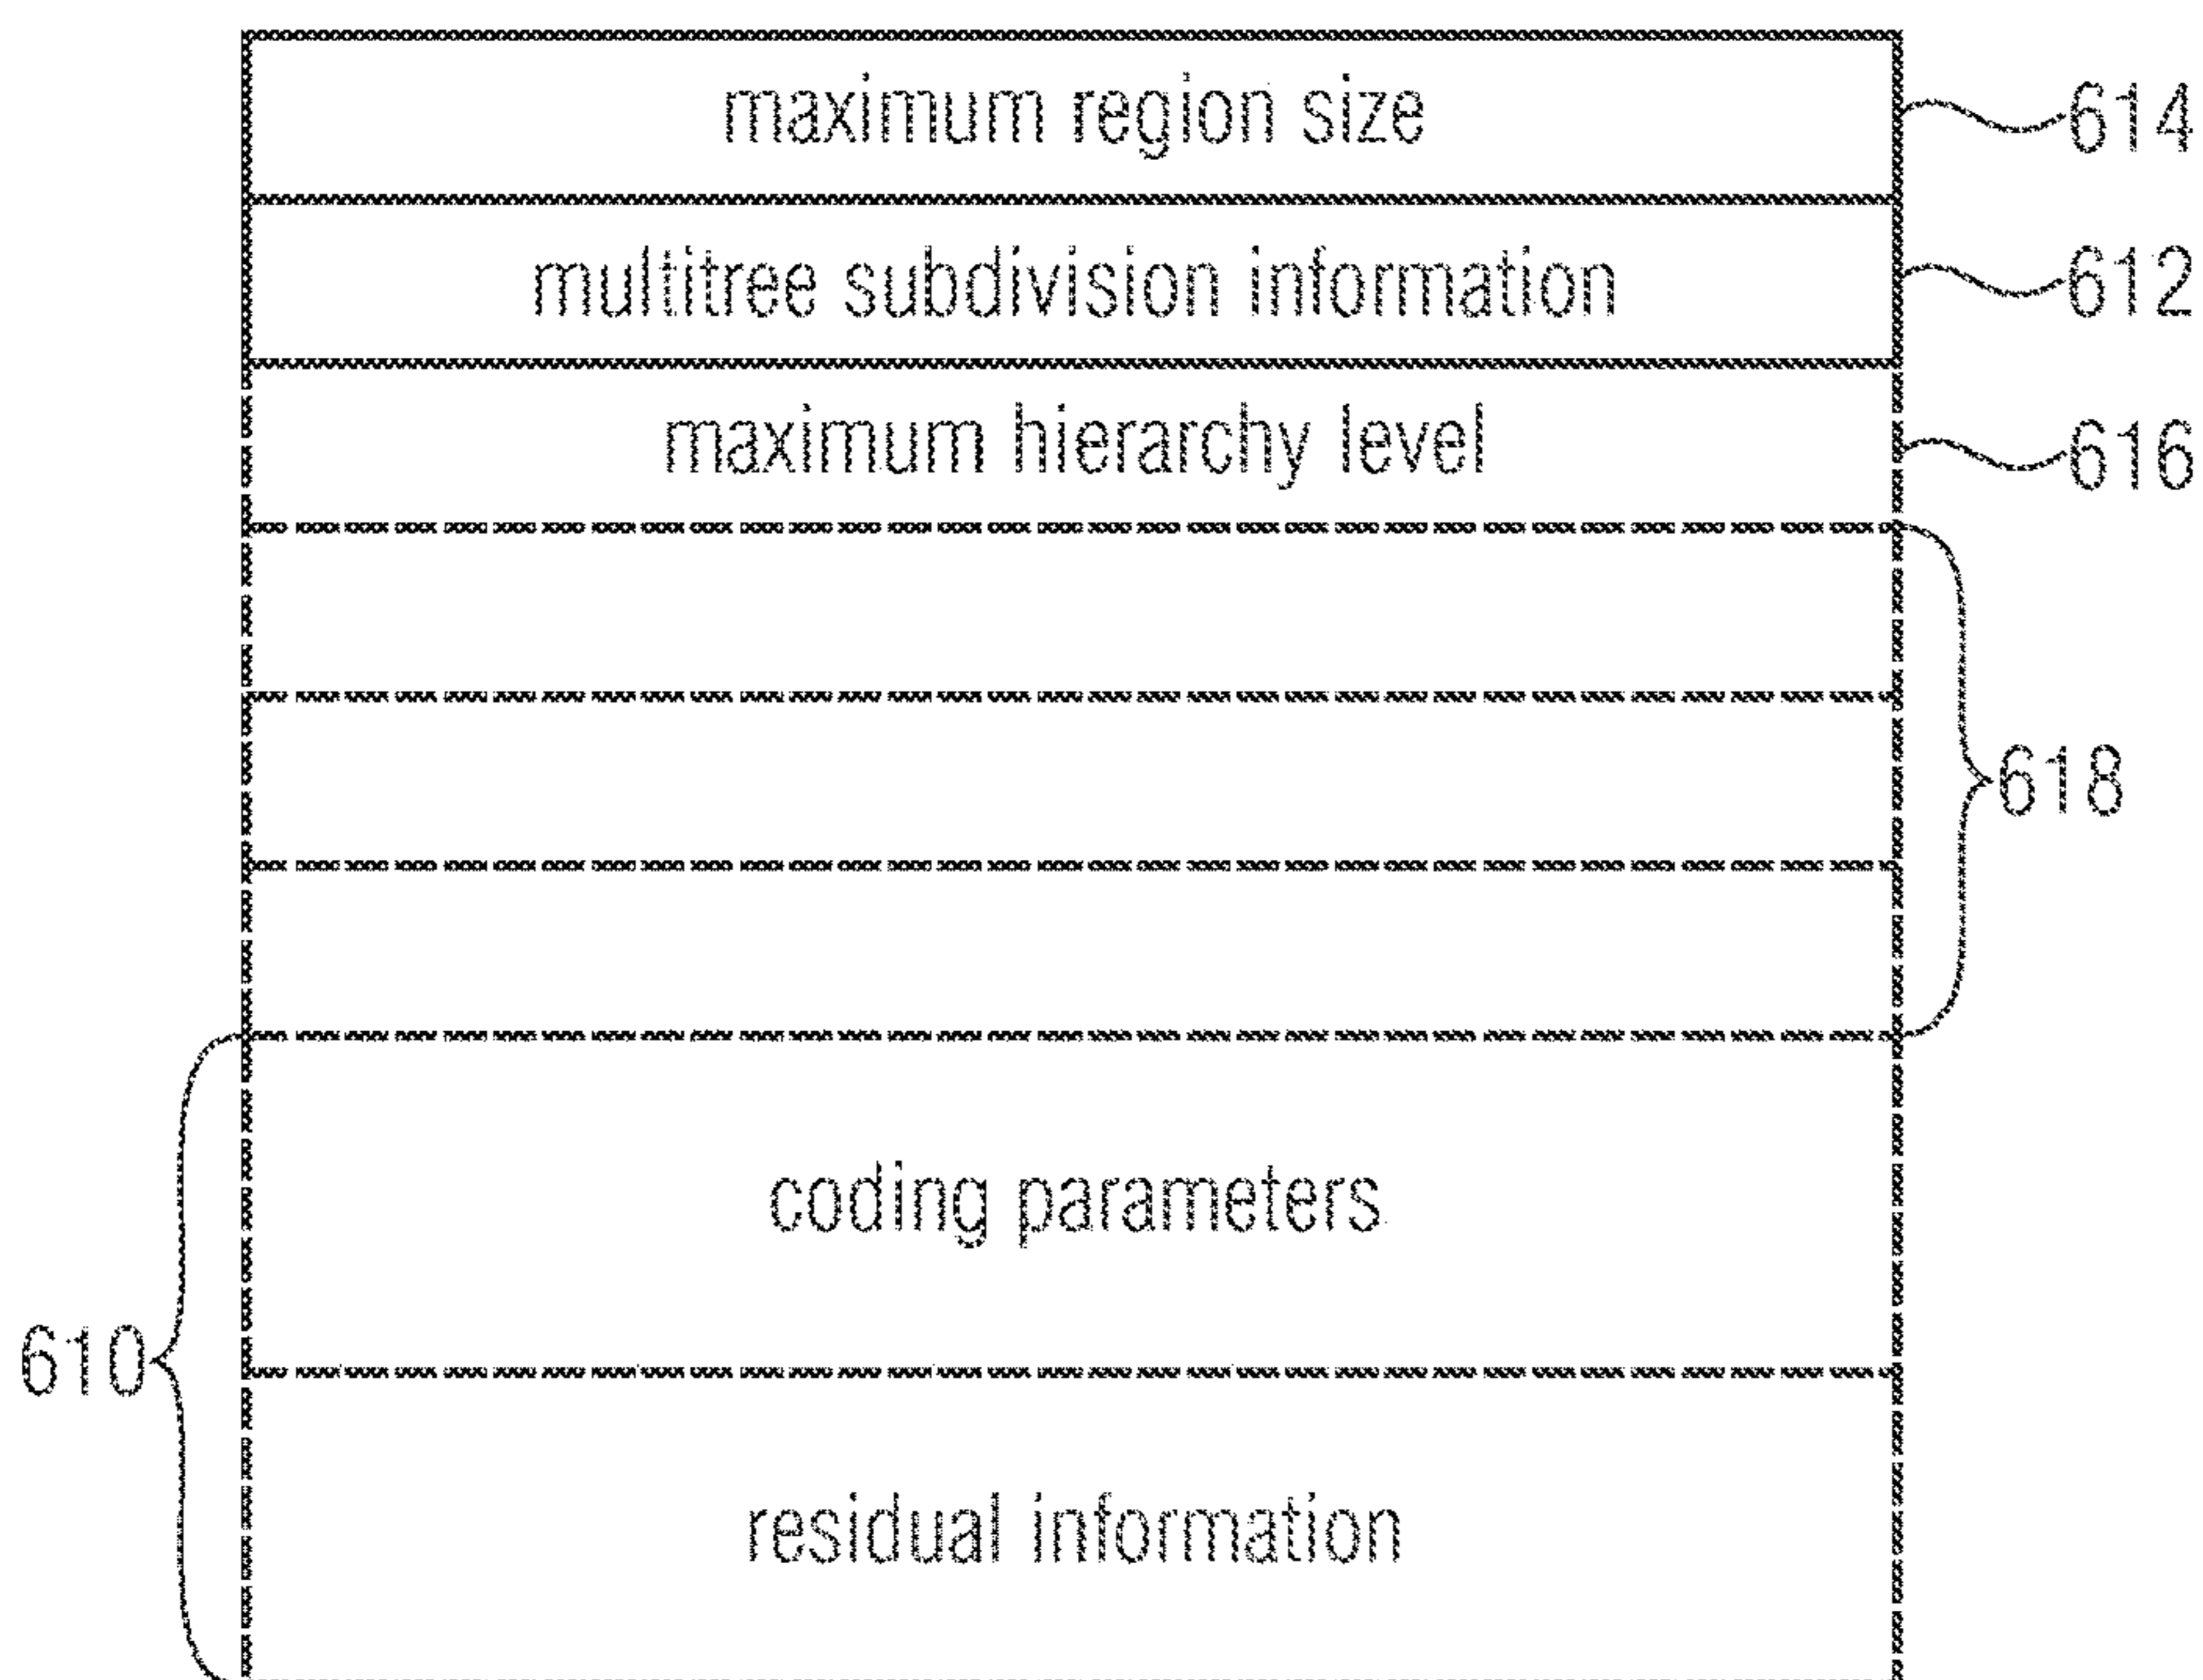 maximum region size 614
multitree subdivision information 612
maximum hierarchy level 616
618
coding parameters
610
residual information